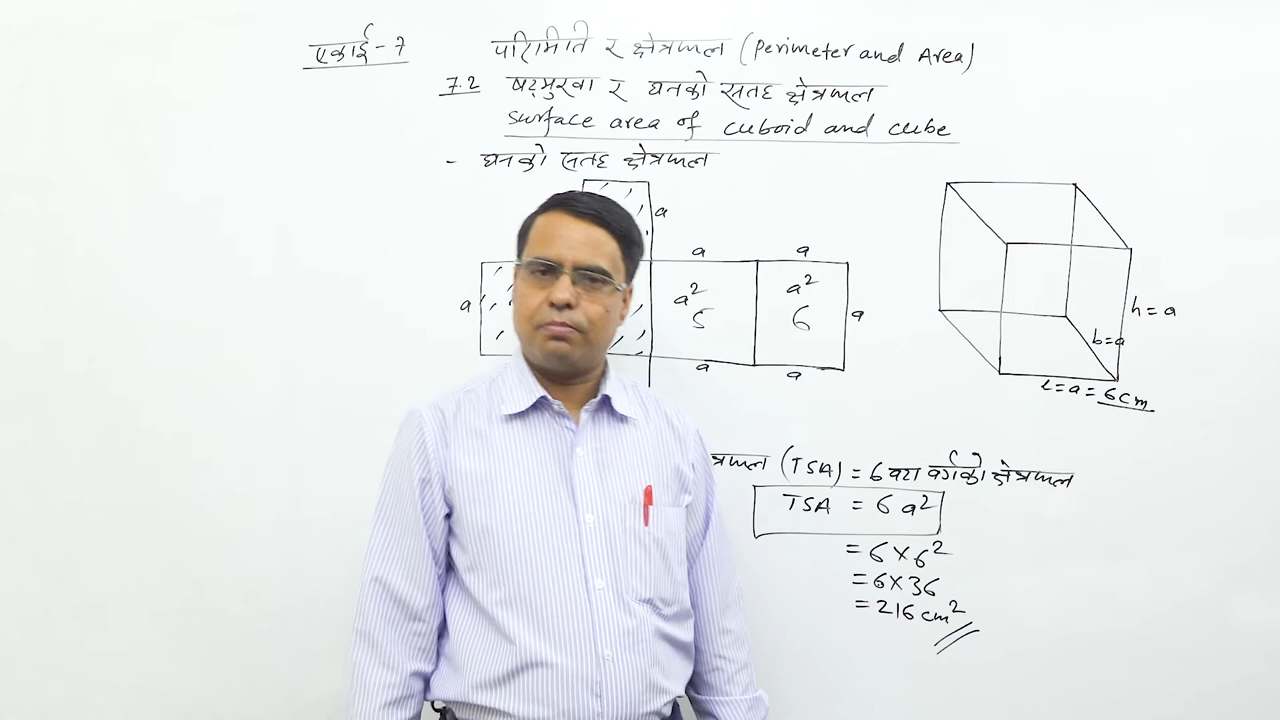 एकाई - 7
परिमिति र क्षेत्रफल (Perimeter and Area)
7.2 षट्मुखा र घनको सतह क्षेत्रफल
surface area of cuboid and cube
- घनको सतह क्षेत्रफल
a
a a
a
a² a²
5 6
a
a a
h = a
b = a
l = a = 6cm
त्रफल (TSA) = 6 वटा वर्गको क्षेत्रफल
TSA = 6 a²
= 6 × 6²
= 6 × 36
= 216 cm²